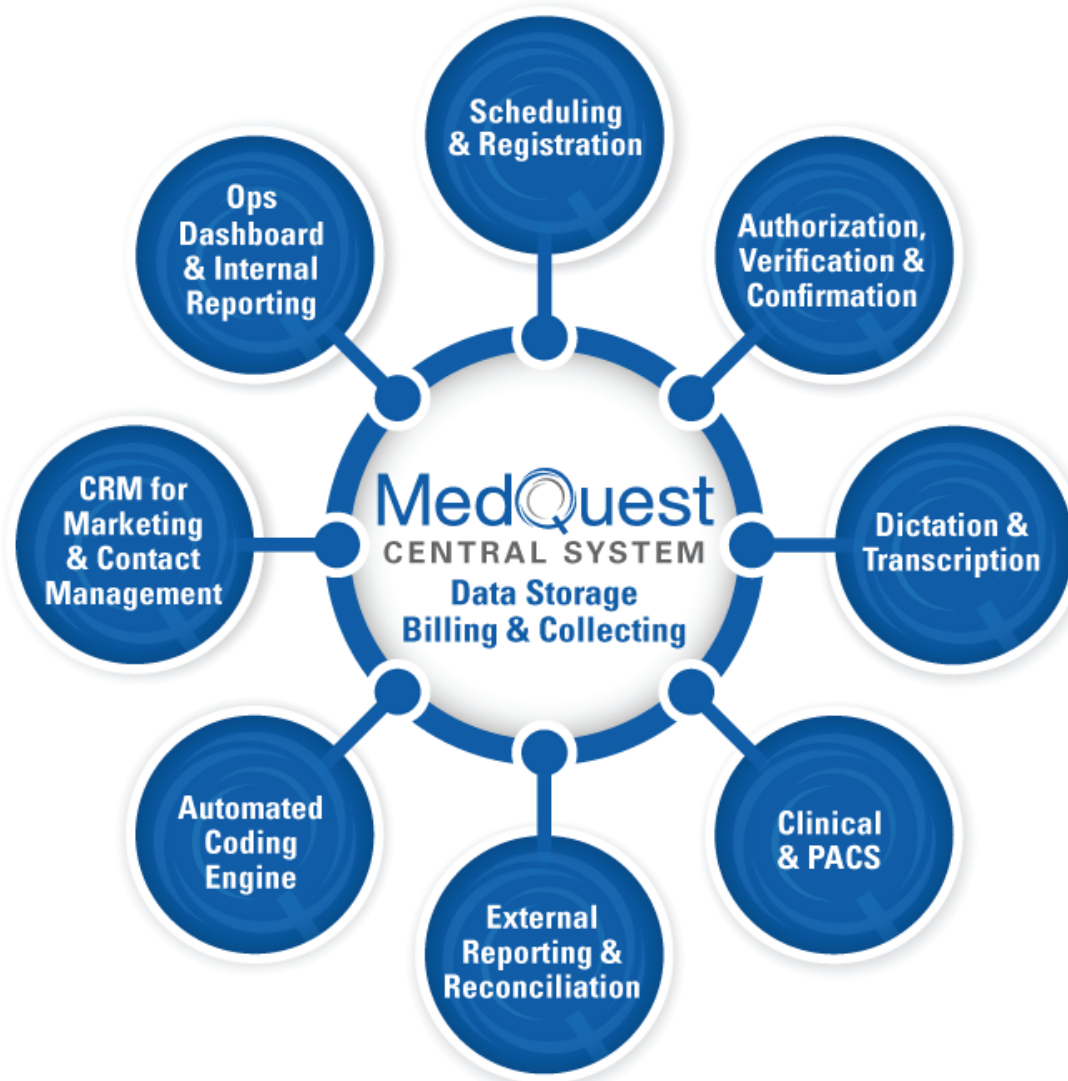 Scheduling
& Registration
Authorization,
Verification &
Confirmation
Dictation &
Transcription
Clinical
& PACS
External
Reporting &
Reconciliation
Automated
Coding
Engine
CRM for
Marketing
& Contact
Management
Ops
Dashboard
& Internal
Reporting
MedQuest
CENTRAL SYSTEM
Data Storage
Billing & Collecting